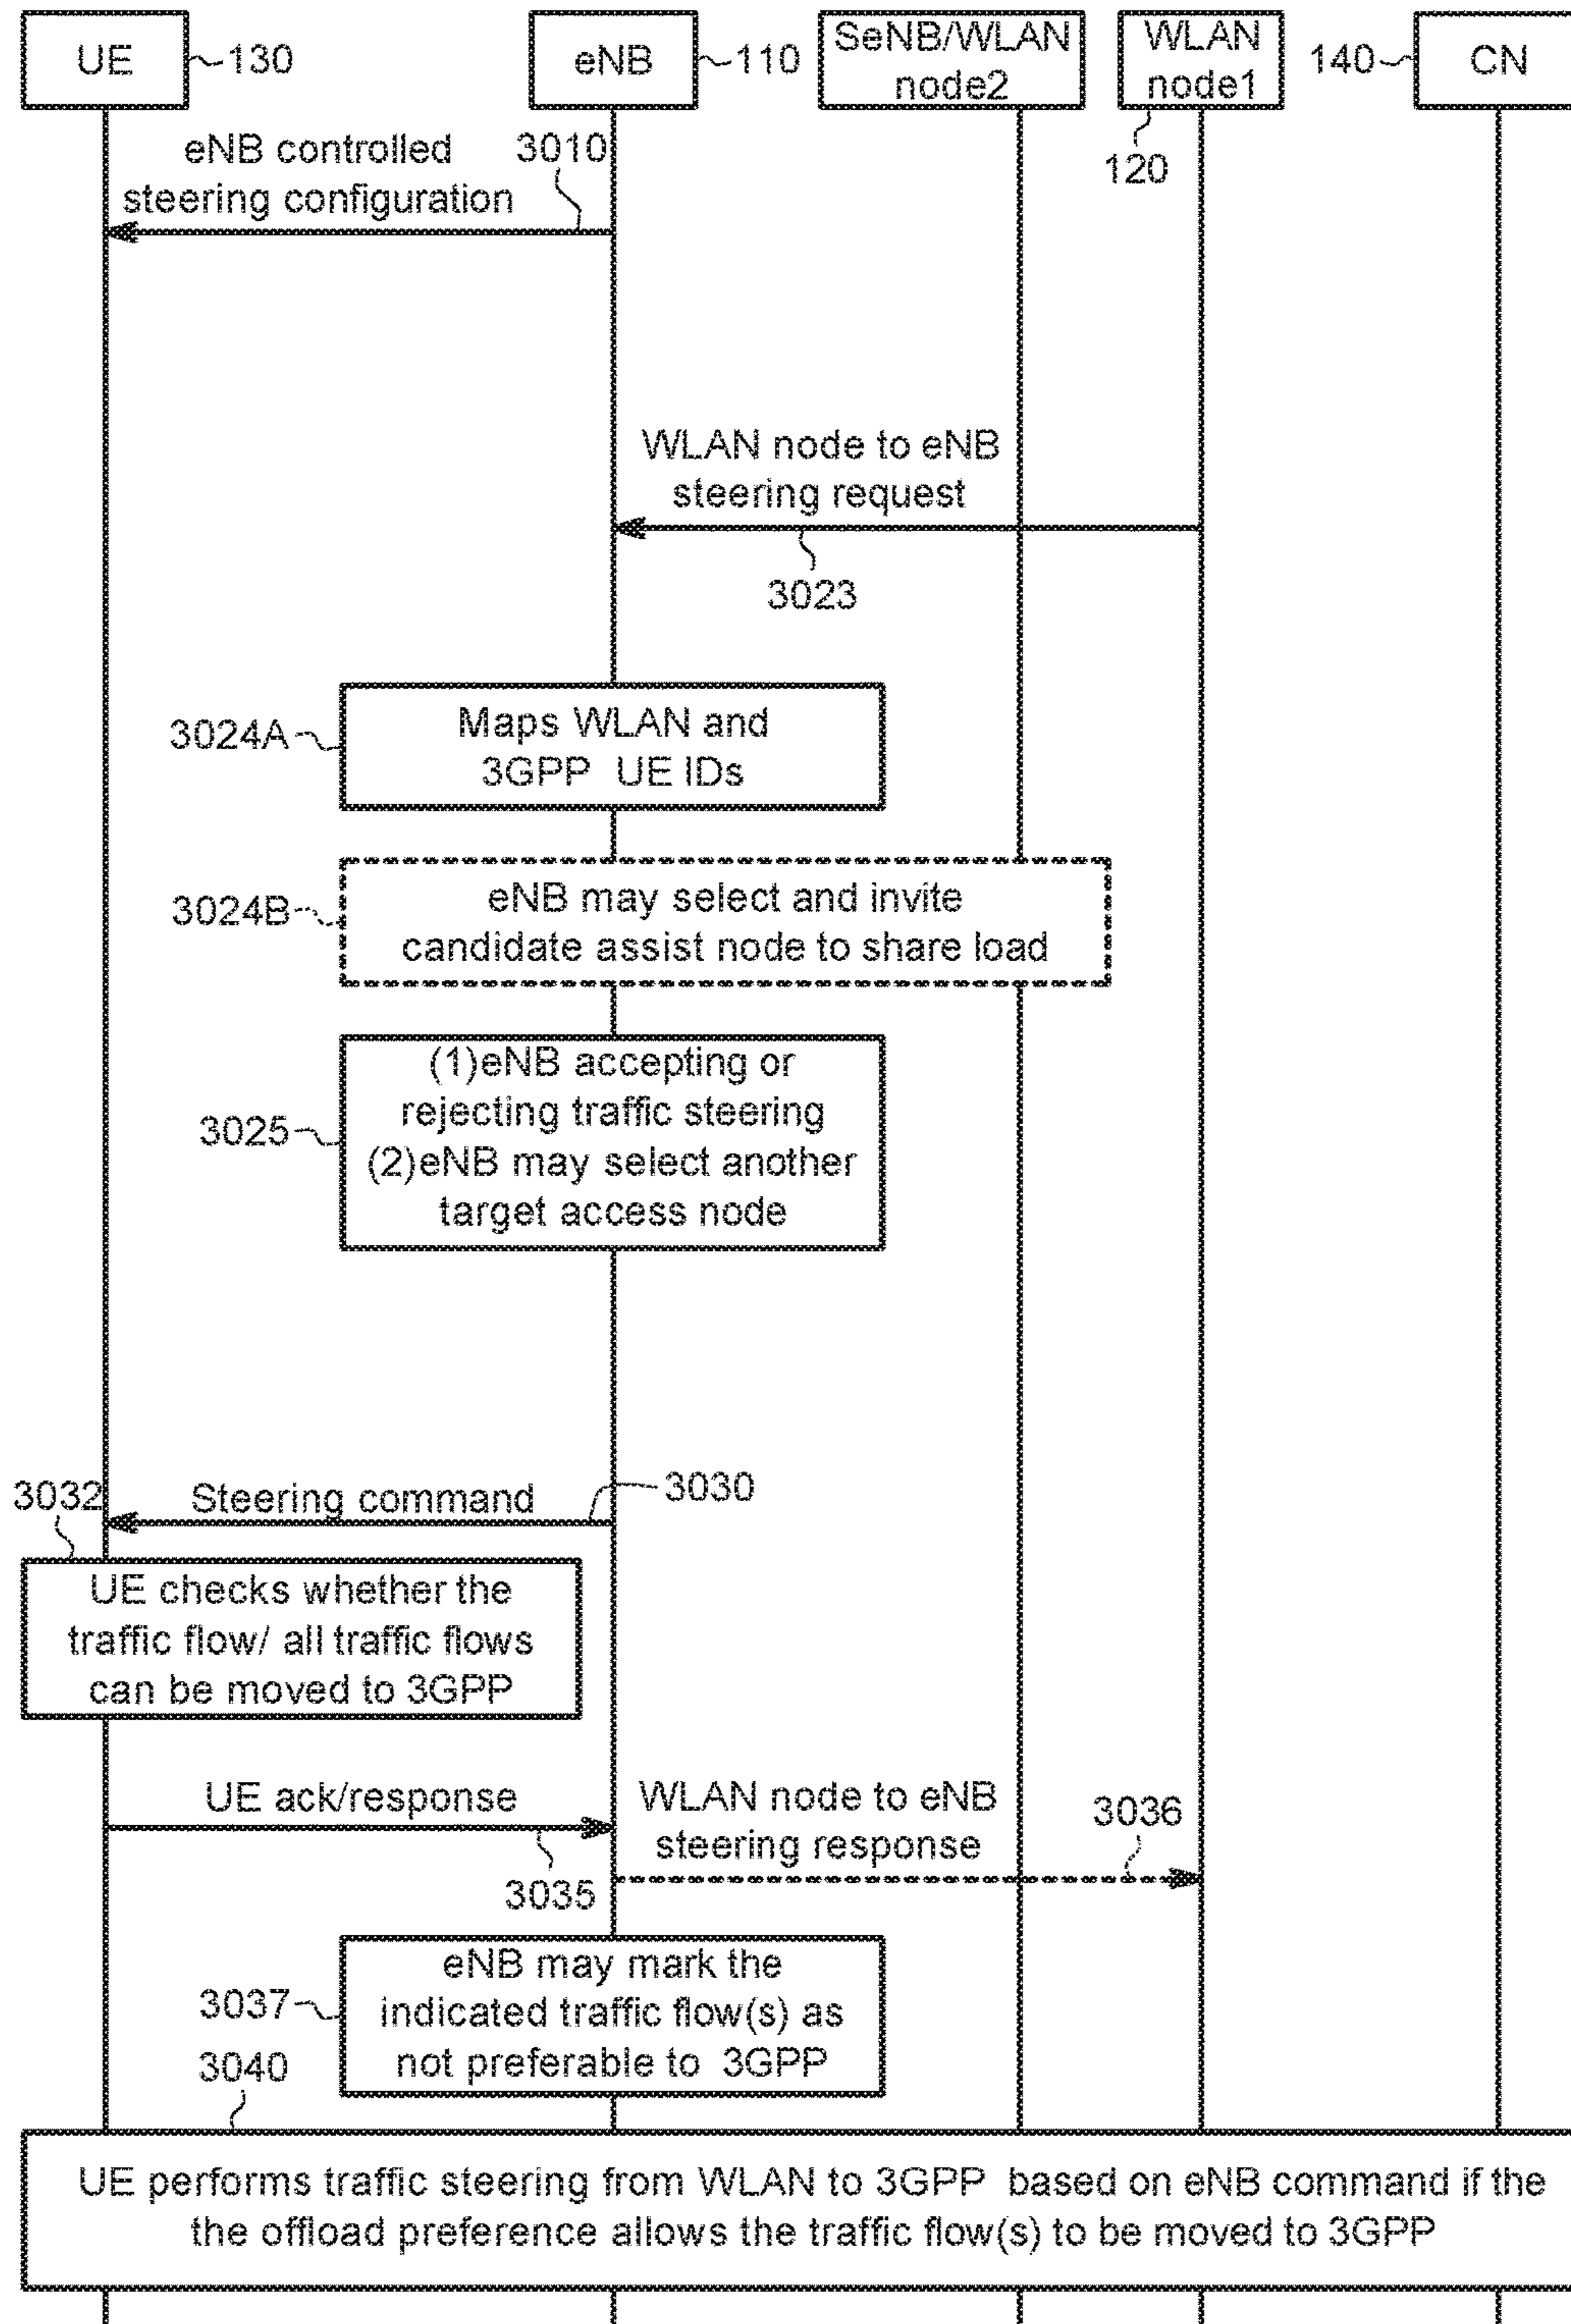 UE
130
eNB
110
SeNB/WLAN
node2
WLAN
node1
120
140
CN
eNB controlled
steering configuration
3010
WLAN node to eNB
steering request
3023
3024A
Maps WLAN and
3GPP UE IDs
3024B
eNB may select and invite
candidate assist node to share load
3025
(1)eNB accepting or
rejecting traffic steering
(2)eNB may select another
target access node
3032
Steering command
3030
UE checks whether the
traffic flow/ all traffic flows
can be moved to 3GPP
UE ack/response
3035
WLAN node to eNB
steering response
3036
3037
eNB may mark the
indicated traffic flow(s) as
not preferable to 3GPP
3040
UE performs traffic steering from WLAN to 3GPP based on eNB command if the
the offload preference allows the traffic flow(s) to be moved to 3GPP